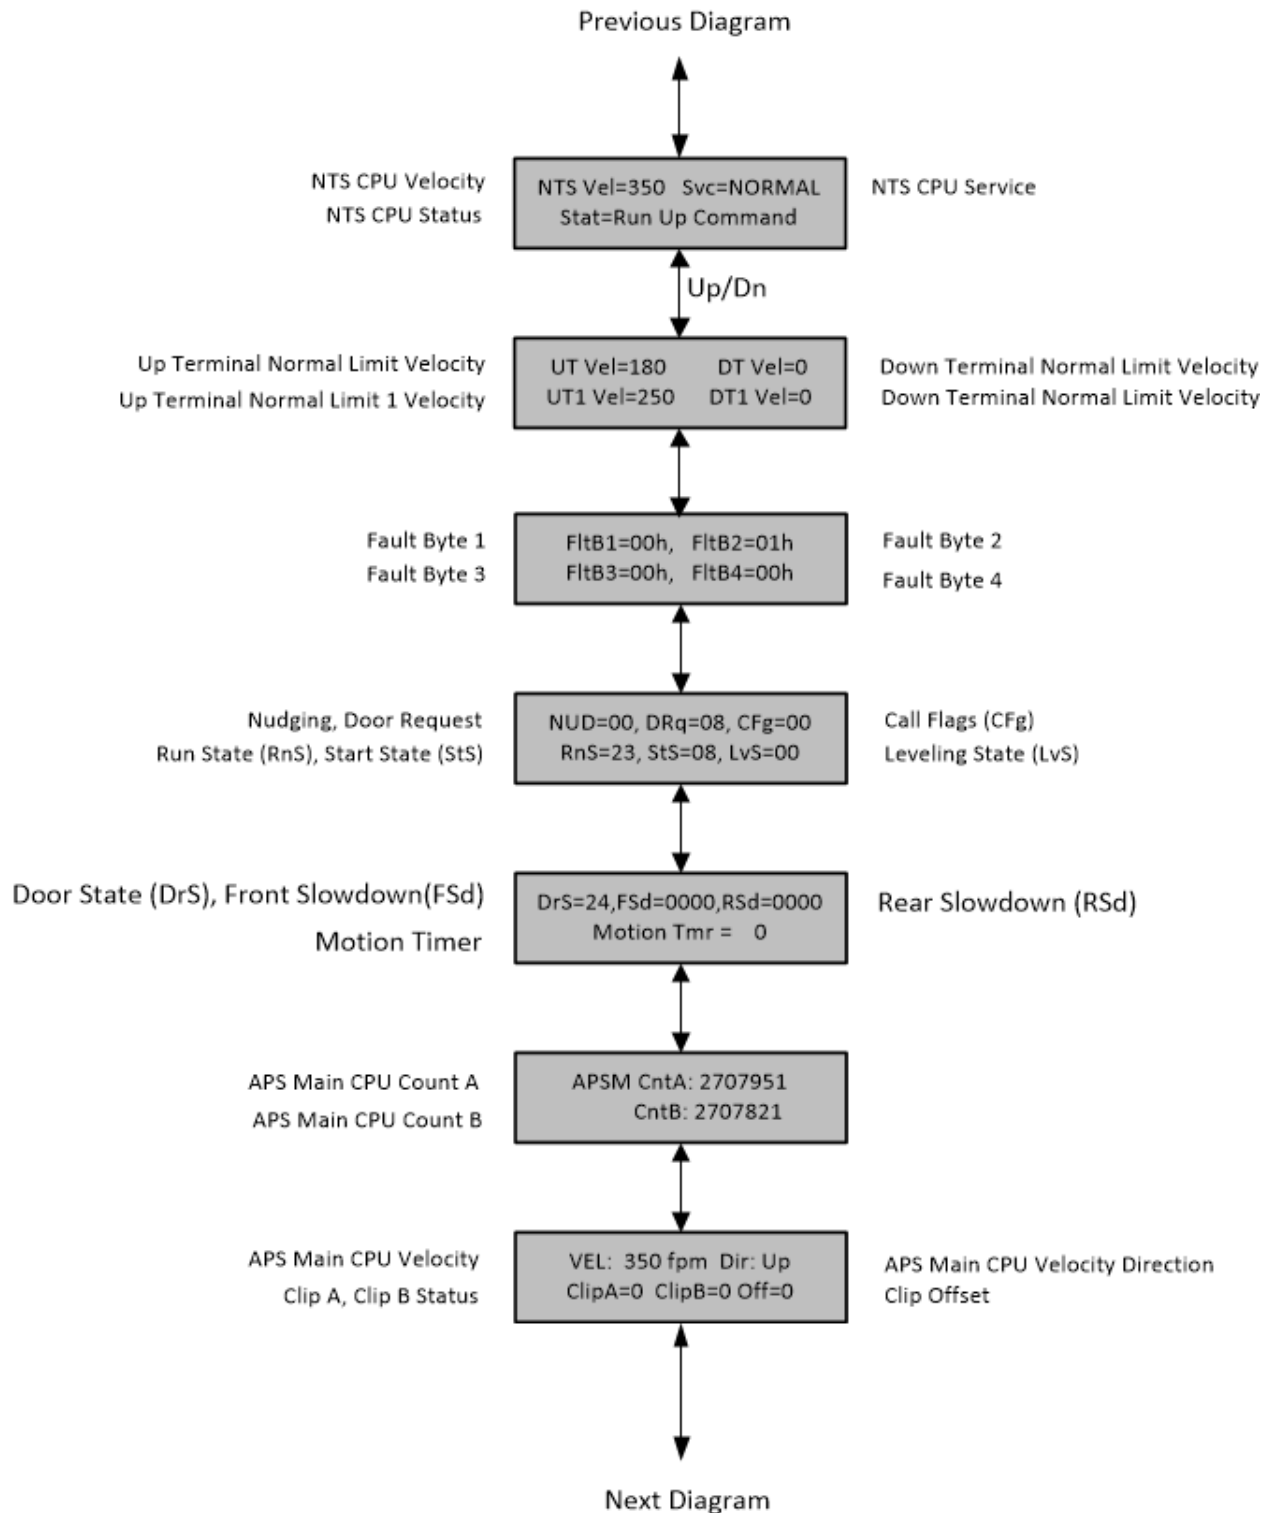 Previous Diagram
NTS CPU Velocity
NTS CPU Status
NTS Vel=350 Svc=NORMAL
Stat=Run Up Command
NTS CPU Service
Up/Dn
Up Terminal Normal Limit Velocity
Up Terminal Normal Limit 1 Velocity
UT Vel=180 DT Vel=0
UT1 Vel=250 DT1 Vel=0
Down Terminal Normal Limit Velocity
Down Terminal Normal Limit Velocity
Fault Byte 1
Fault Byte 3
FltB1=00h, FltB2=01h
FltB3=00h, FltB4=00h
Fault Byte 2
Fault Byte 4
Nudging, Door Request
Run State (RnS), Start State (StS)
NUD=00, DRq=08, CFg=00
RnS=23, StS=08, LvS=00
Call Flags (CFg)
Leveling State (LvS)
Door State (DrS), Front Slowdown(FSd)
Motion Timer
DrS=24,FSd=0000,RSd=0000
Motion Tmr = 0
Rear Slowdown (RSd)
APS Main CPU Count A
APS Main CPU Count B
APSM CntA: 2707951
CntB: 2707821
APS Main CPU Velocity
Clip A, Clip B Status
VEL: 350 fpm Dir: Up
ClipA=0 ClipB=0 Off=0
APS Main CPU Velocity Direction
Clip Offset
Next Diagram